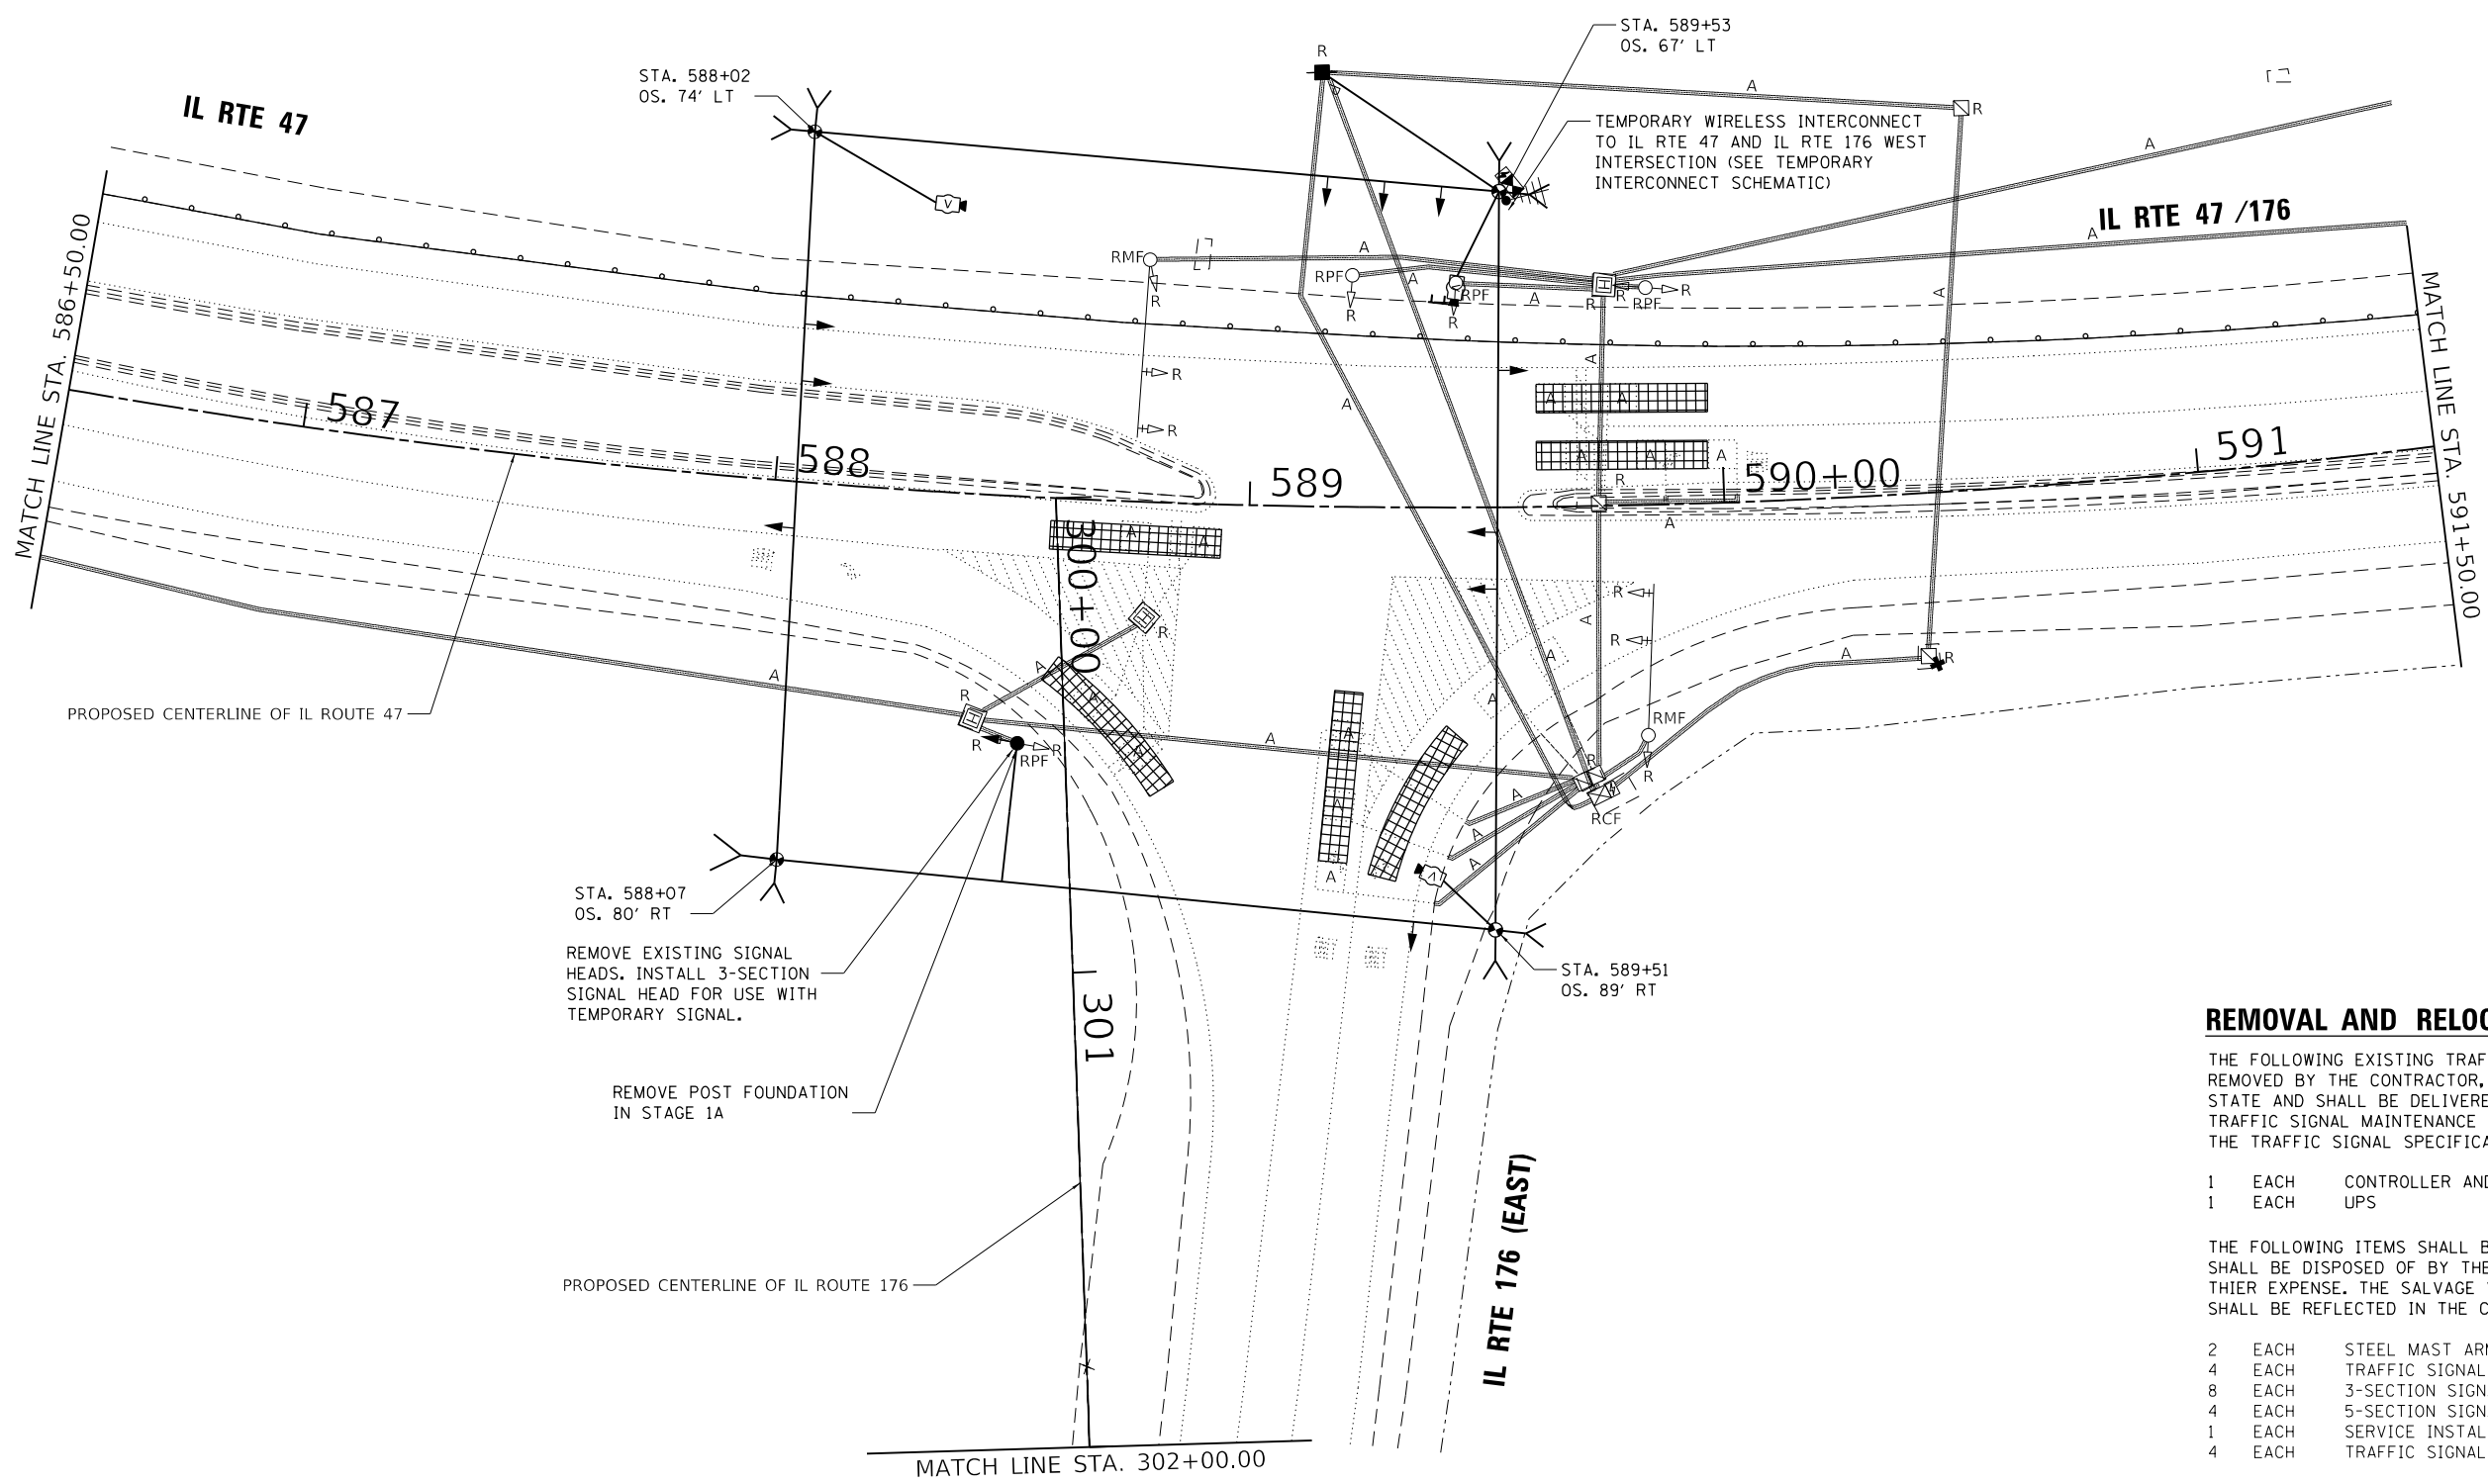 STA. 589+53
OS. 67' LT
R
STA. 588+02
OS. 74' LT
A
R
IL RTE 47
TEMPORARY WIRELESS INTERCONNECT
TO IL RTE 47 AND IL RTE 176 WEST
INTERSECTION (SEE TEMPORARY
INTERCONNECT SCHEMATIC)
A
V
IL RTE 47 /176
A
RMF
A
RPF
A
RPF
A
R
R
RPF
R
R
R
R
R
A
A
MATCH LINE STA. 586+50.00
MATCH LINE STA. 591+50.00
R
R
A
A
A
A
A
A
R
A
A
587
588
589
590+00
591
300+00
A
A
R
R
A
A
A
R
A
R
A
A
A
A
R
R
R
RPF
A
A
A
A
A
RMF
R
R
H
RCF
A
A
A
V
A
PROPOSED CENTERLINE OF IL ROUTE 47
STA. 588+07
OS. 80' RT
REMOVE EXISTING SIGNAL
HEADS. INSTALL 3-SECTION
SIGNAL HEAD FOR USE WITH
TEMPORARY SIGNAL.
STA. 589+51
OS. 89' RT
301
REMOVE POST FOUNDATION
IN STAGE 1A
IL RTE 176 (EAST)
PROPOSED CENTERLINE OF IL ROUTE 176
MATCH LINE STA. 302+00.00
REMOVAL AND RELOC
THE FOLLOWING EXISTING TRAF
REMOVED BY THE CONTRACTOR,
STATE AND SHALL BE DELIVERE
TRAFFIC SIGNAL MAINTENANCE
THE TRAFFIC SIGNAL SPECIFICA
1 EACH CONTROLLER AND
1 EACH UPS
THE FOLLOWING ITEMS SHALL B
SHALL BE DISPOSED OF BY THE
THIER EXPENSE. THE SALVAGE
SHALL BE REFLECTED IN THE C
2 EACH STEEL MAST ARM
4 EACH TRAFFIC SIGNAL
8 EACH 3-SECTION SIGN
4 EACH 5-SECTION SIGN
1 EACH SERVICE INSTAL
4 EACH TRAFFIC SIGNAL